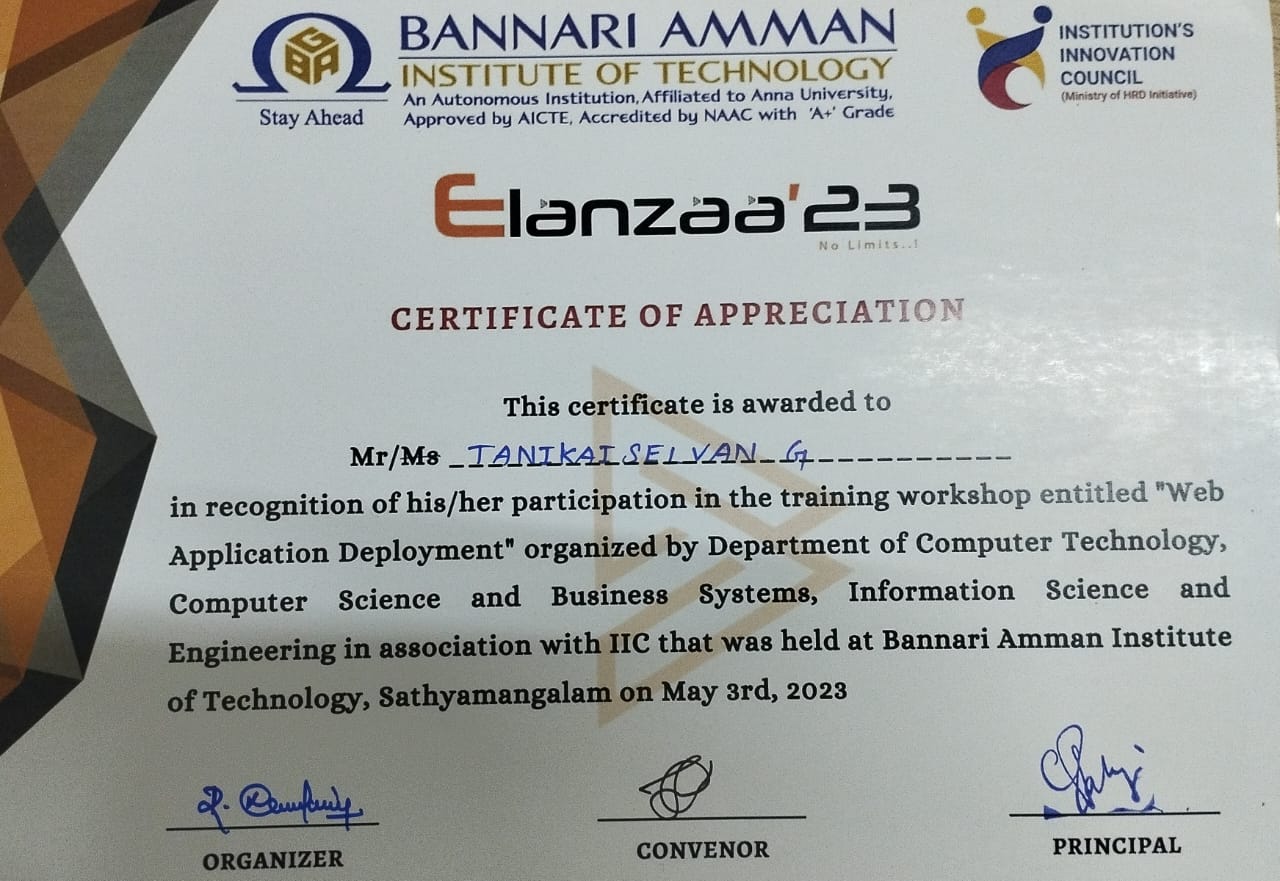 BANNARI AMMAN
INSTITUTE OF TECHNOLOGY
An Autonomous Institution, Affiliated to Anna University,
Approved by AICTE, Accredited by NAAC with 'A+' Grade
GBA
Stay Ahead
INSTITUTION'S
INNOVATION
COUNCIL
(Ministry of HRD Initiative)
Elanzaa'23
No Limits..!
CERTIFICATE OF APPRECIATION
This certificate is awarded to
Mr/Ms TANIKAISELVAN G
in recognition of his/her participation in the training workshop entitled "Web
Application Deployment" organized by Department of Computer Technology,
Computer Science and Business Systems, Information Science and
Engineering in association with IIC that was held at Bannari Amman Institute
of Technology, Sathyamangalam on May 3rd, 2023
ORGANIZER
CONVENOR
PRINCIPAL